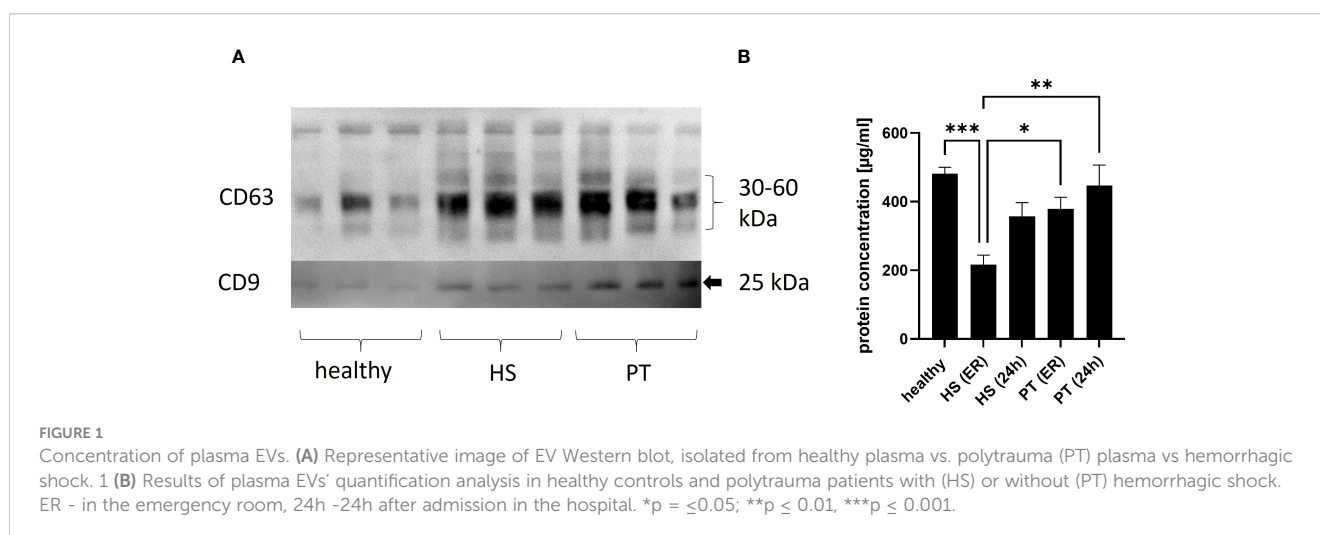 A
B
CD63
30-60
kDa
CD9
25 kDa
healthy
HS
PT
**
***
*
protein concentration [µg/ml]
600
400
200
0
healthy
HS (ER)
HS (24h)
PT (ER)
PT (24h)
FIGURE 1
Concentration of plasma EVs. (A) Representative image of EV Western blot, isolated from healthy plasma vs. polytrauma (PT) plasma vs hemorrhagic
shock. 1 (B) Results of plasma EVs’ quantification analysis in healthy controls and polytrauma patients with (HS) or without (PT) hemorrhagic shock.
ER - in the emergency room, 24h -24h after admission in the hospital. *p = ≤0.05; **p ≤ 0.01, ***p ≤ 0.001.